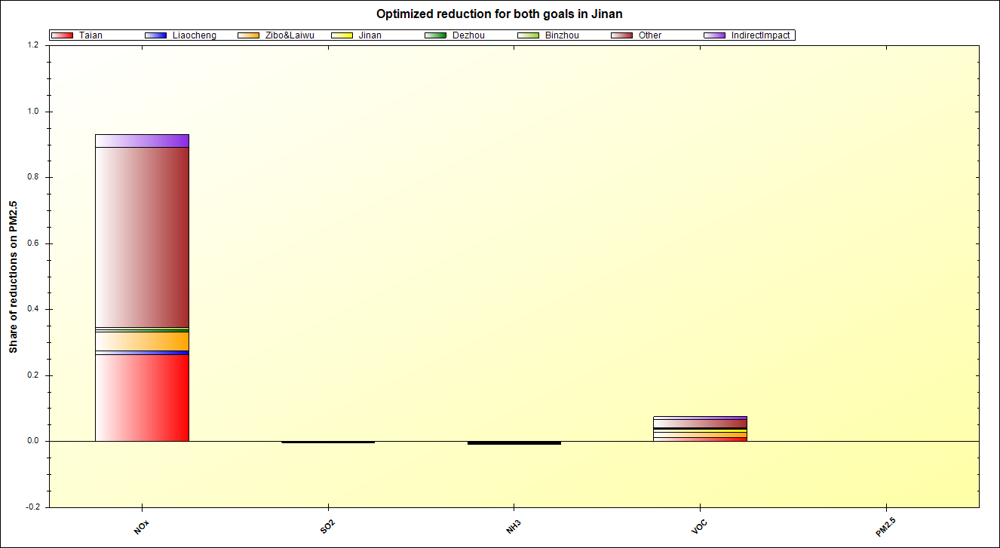 Optimized reduction for both goals in Jinan
Taian Liaocheng Zibo&Laiwu Jinan Dezhou Binzhou Other IndirectImpact
1.2
1.0
0.8
0.6
0.4
0.2
0.0
-0.2
Share of reductions on PM2.5
NOx SO2 NH3 VOC PM2.5